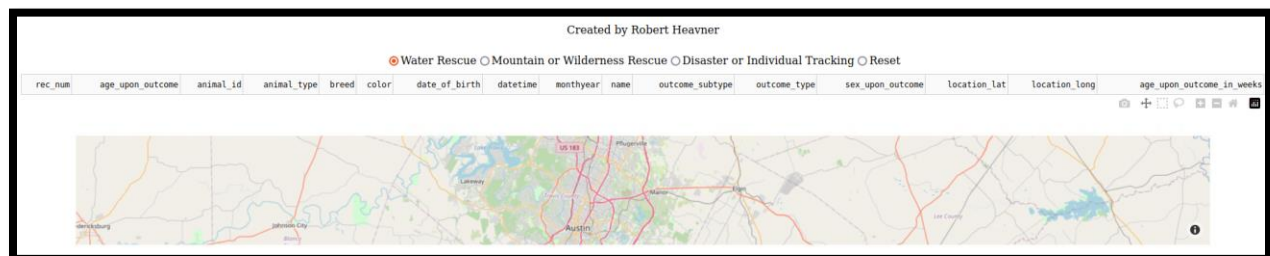 Created by Robert Heavner
Water Rescue Mountain or Wilderness Rescue Disaster or Individual Tracking Reset
rec_num age_upon_outcome animal_id animal_type breed color date_of_birth datetime monthyear name outcome_subtype outcome_type sex_upon_outcome location_lat location_long age_upon_outcome_in_weeks
US 183
Pflugerville
Lakeway
Manor
Elgin
Lee County
dericksburg
Johnson City
Blanco
Austin